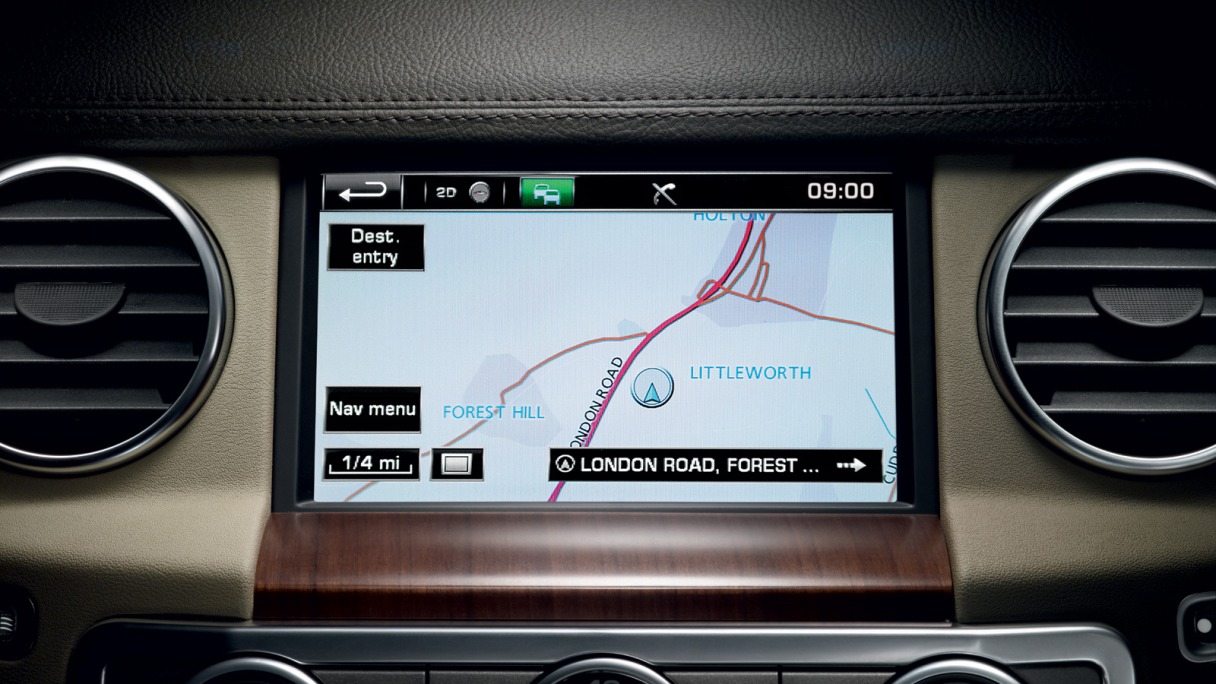 2D
09:00
HOLTON
Dest.
entry
LONDON ROAD
LITTLEWORTH
Nav menu
FOREST HILL
1/4 mi
LONDON ROAD, FOREST ...